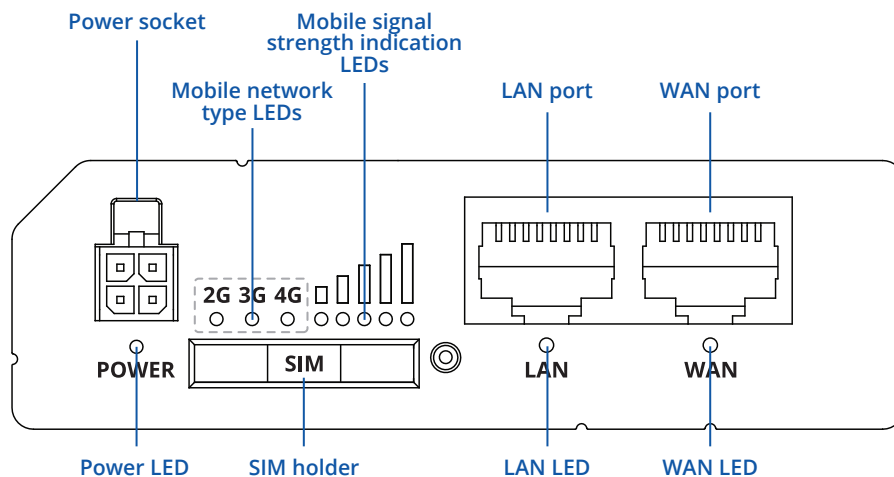 Power socket
Mobile signal
strength indication
LEDs
Mobile network
type LEDs
LAN port
WAN port
2G 3G 4G
POWER
SIM
LAN
WAN
Power LED
SIM holder
LAN LED
WAN LED